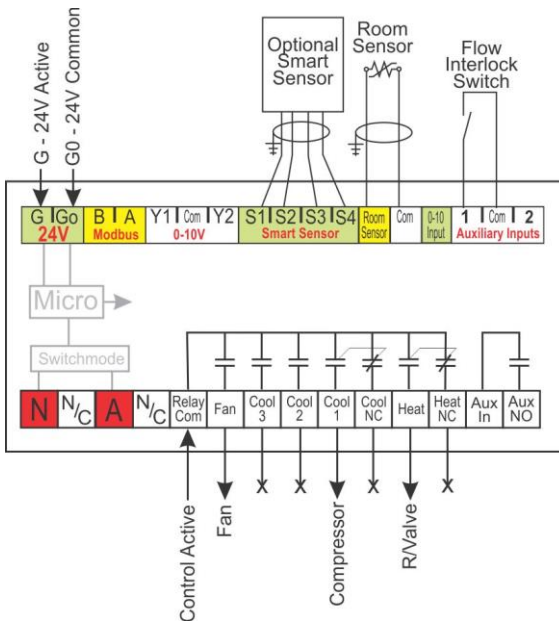 Optional
Smart
Sensor
Room
Sensor
Flow
Interlock
Switch
G - 24V Active
G0 - 24V Common
G Go B A Y1 Com Y2 S1 S2 S3 S4 Room Sensor Com 0-10 Input 1 Com 2
24V Modbus 0-10V Smart Sensor Auxiliary Inputs
Micro
Switchmode
N N/C A N/C Relay Com Fan Cool 3 Cool 2 Cool 1 Cool NC Heat Heat NC Aux In Aux NO
X X X X
Control Active
Fan
Compressor
R/Valve